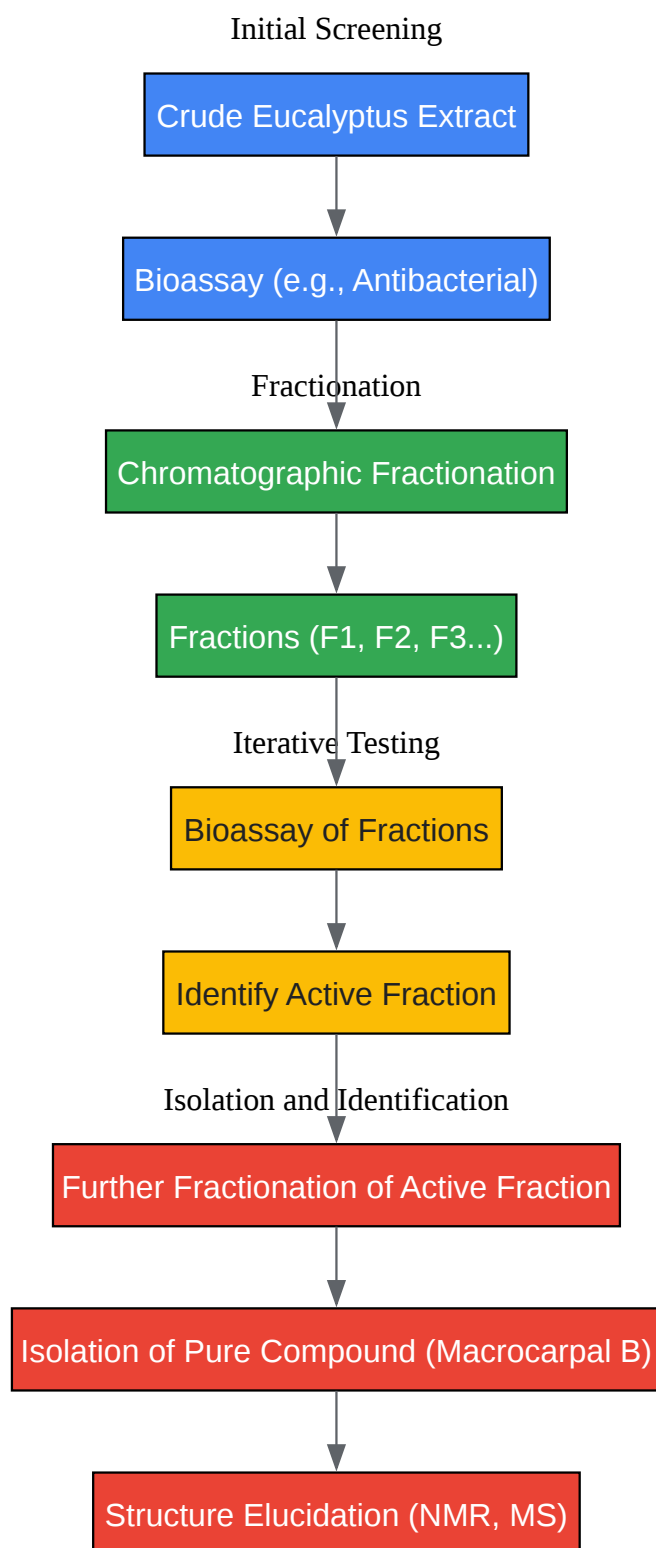 Initial Screening
Crude Eucalyptus Extract
Bioassay (e.g., Antibacterial)
Fractionation
Chromatographic Fractionation
Fractions (F1, F2, F3...)
Iterative Testing
Bioassay of Fractions
Identify Active Fraction
Isolation and Identification
Further Fractionation of Active Fraction
Isolation of Pure Compound (Macrocarpal B)
Structure Elucidation (NMR, MS)